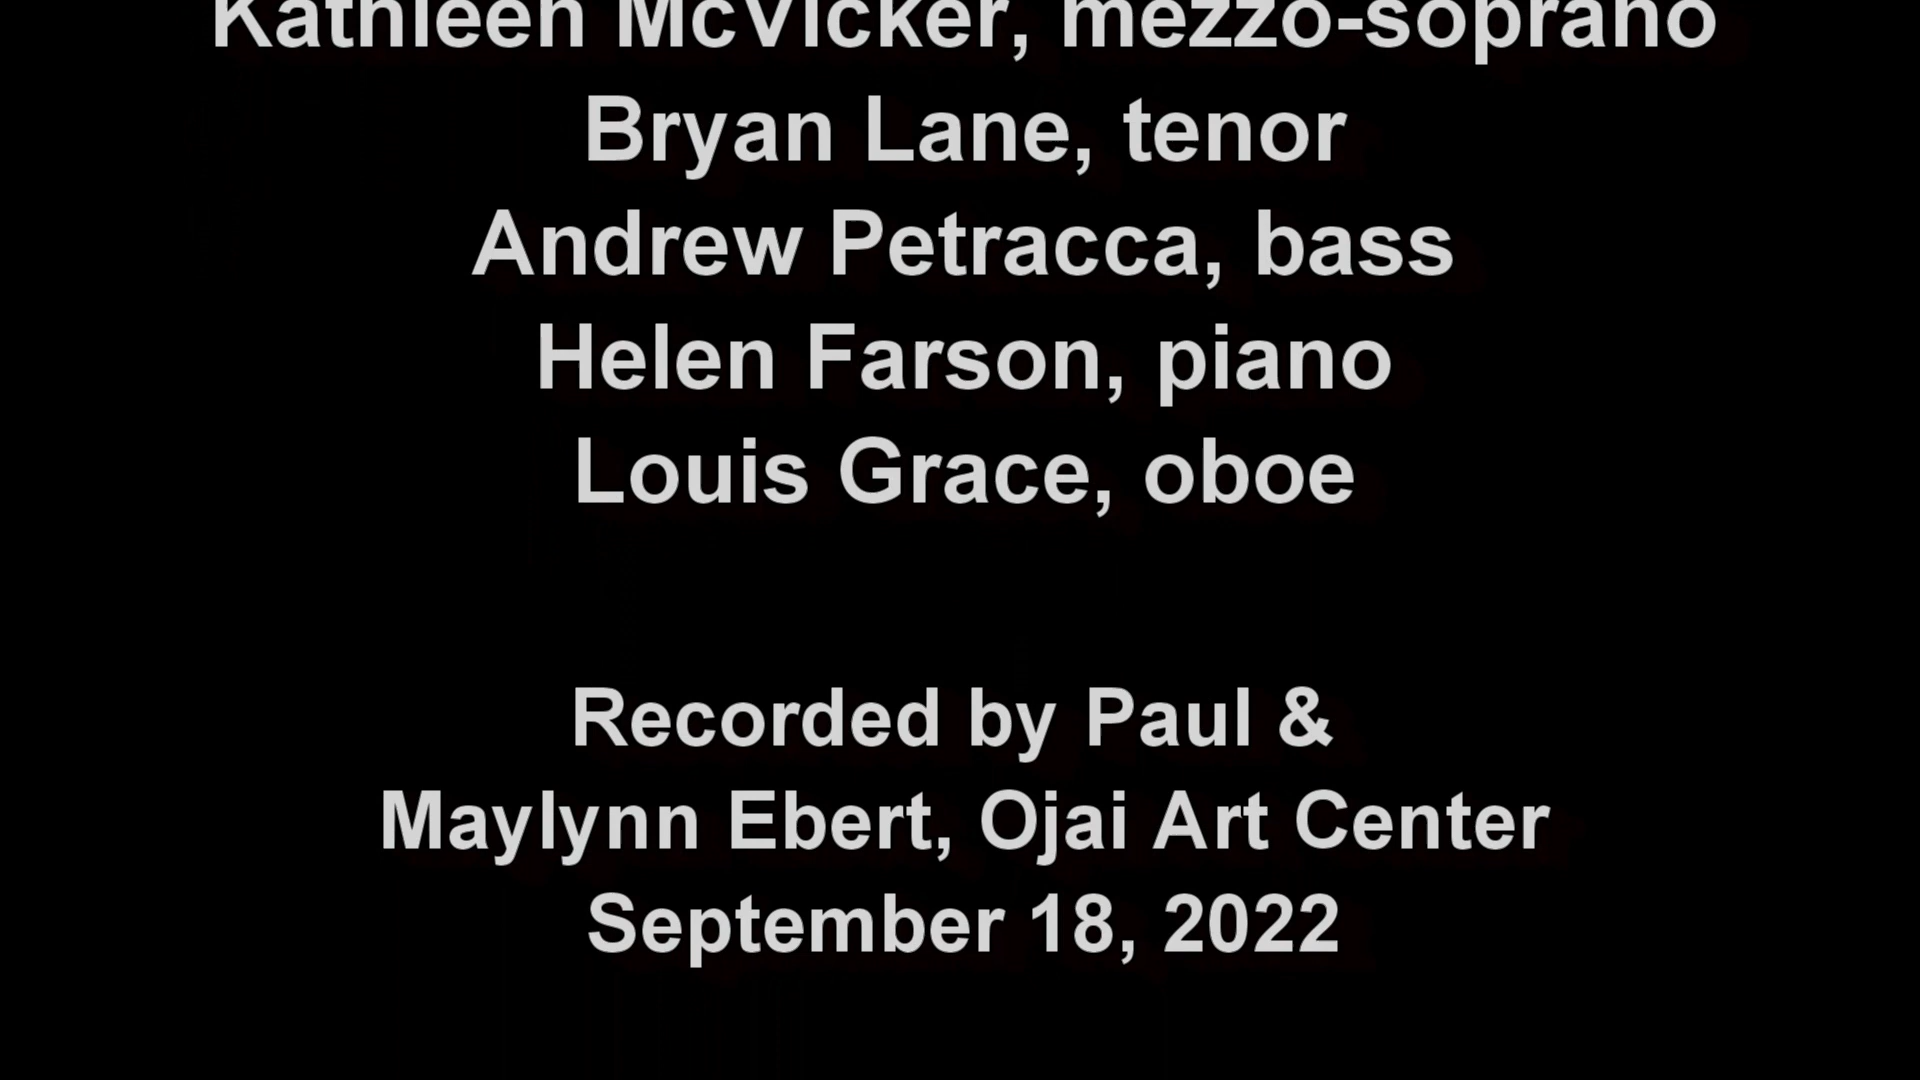 Kathleen McVicker, mezzo-soprano
Bryan Lane, tenor
Andrew Petracca, bass
Helen Farson, piano
Louis Grace, oboe
Recorded by Paul &
Maylynn Ebert, Ojai Art Center
September 18, 2022